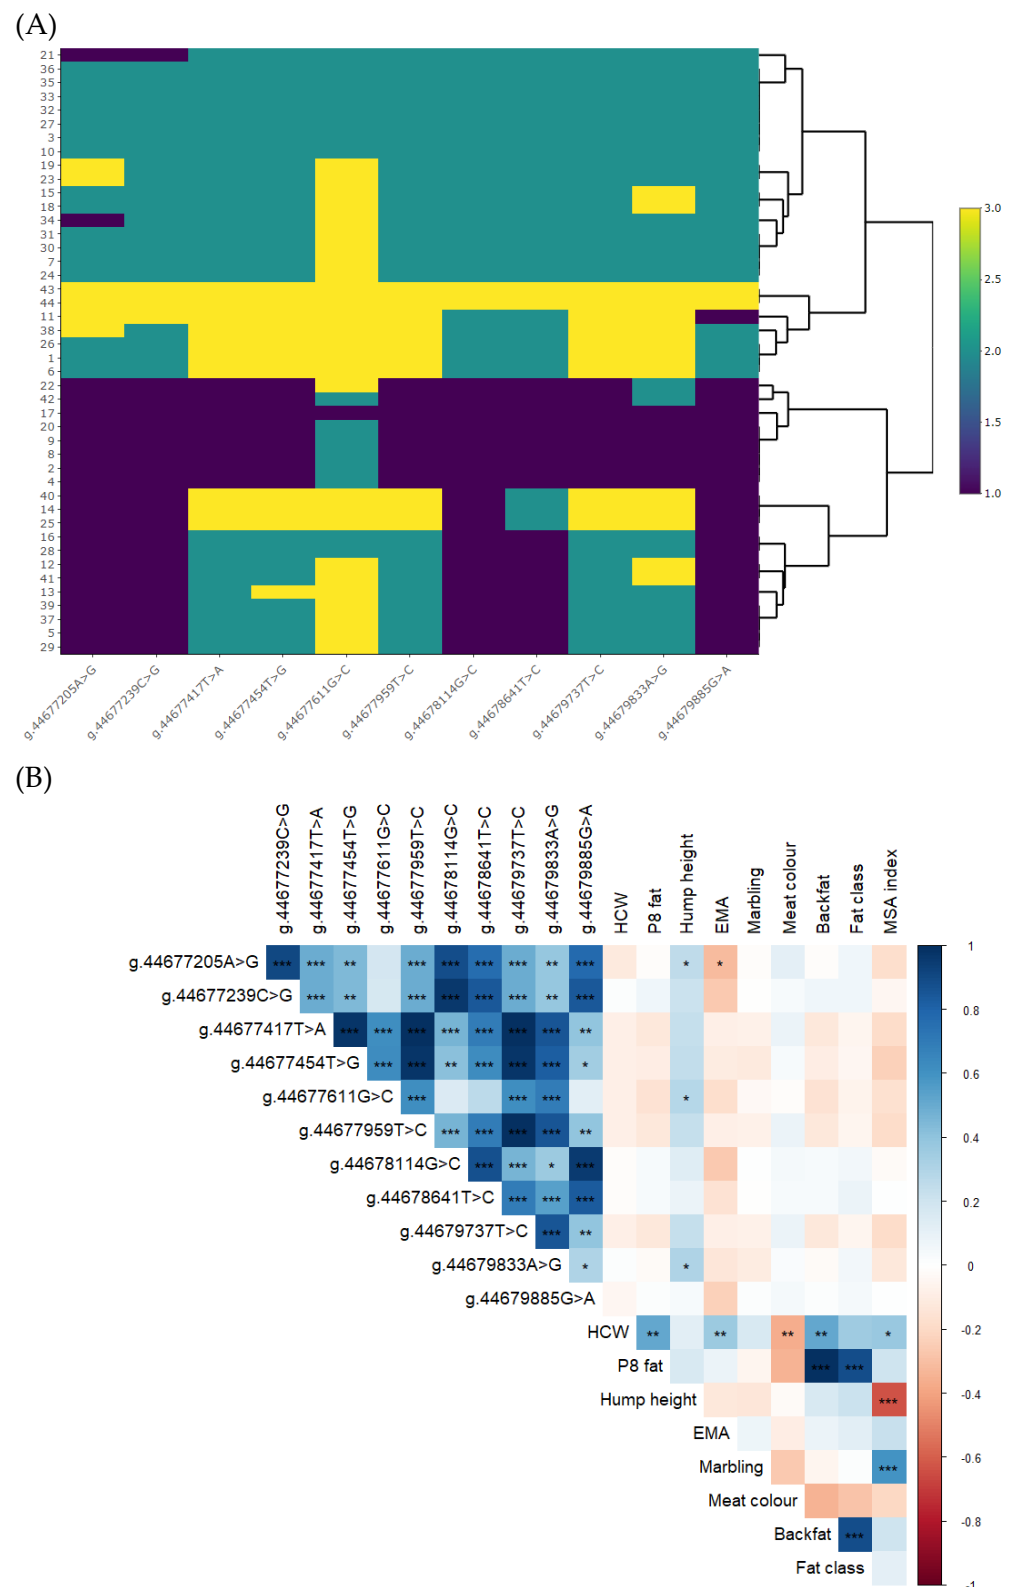 (A)
21
36
35
33
32
27
3
10
19
23
15
18
34
31
30
7
24
43
44
11
38
26
1
6
22
42
17
20
9
8
2
4
40
14
25
16
28
12
41
13
39
37
5
29
3.0
2.5
2.0
1.5
1.0
g.44677205A>G
g.44677239C>G
g.44677417T>A
g.44677454T>G
g.44677611G>C
g.44677959T>C
g.44678114G>C
g.44678641T>C
g.44679737T>C
g.44679833A>G
g.44679885G>A
(B)
g.44677239C>G
g.44677417T>A
g.44677454T>G
g.44677611G>C
g.44677959T>C
g.44678114G>C
g.44678641T>C
g.44679737T>C
g.44679833A>G
g.44679885G>A
HCW
P8 fat
Hump height
EMA
Marbling
Meat colour
Backfat
Fat class
MSA index
g.44677205A>G *** *** ** *** *** *** *** ** *** * *
g.44677239C>G *** ** *** *** *** *** ** ***
g.44677417T>A *** *** *** *** *** *** *** **
g.44677454T>G *** *** ** *** *** *** *
g.44677611G>C *** *** *** *
g.44677959T>C *** *** *** *** **
g.44678114G>C *** *** * ***
g.44678641T>C *** *** ***
g.44679737T>C *** **
g.44679833A>G * *
g.44679885G>A
HCW ** ** ** ** *
P8 fat *** ***
Hump height ***
EMA
Marbling ***
Meat colour
Backfat ***
Fat class
1
0.8
0.6
0.4
0.2
0
-0.2
-0.4
-0.6
-0.8
-1